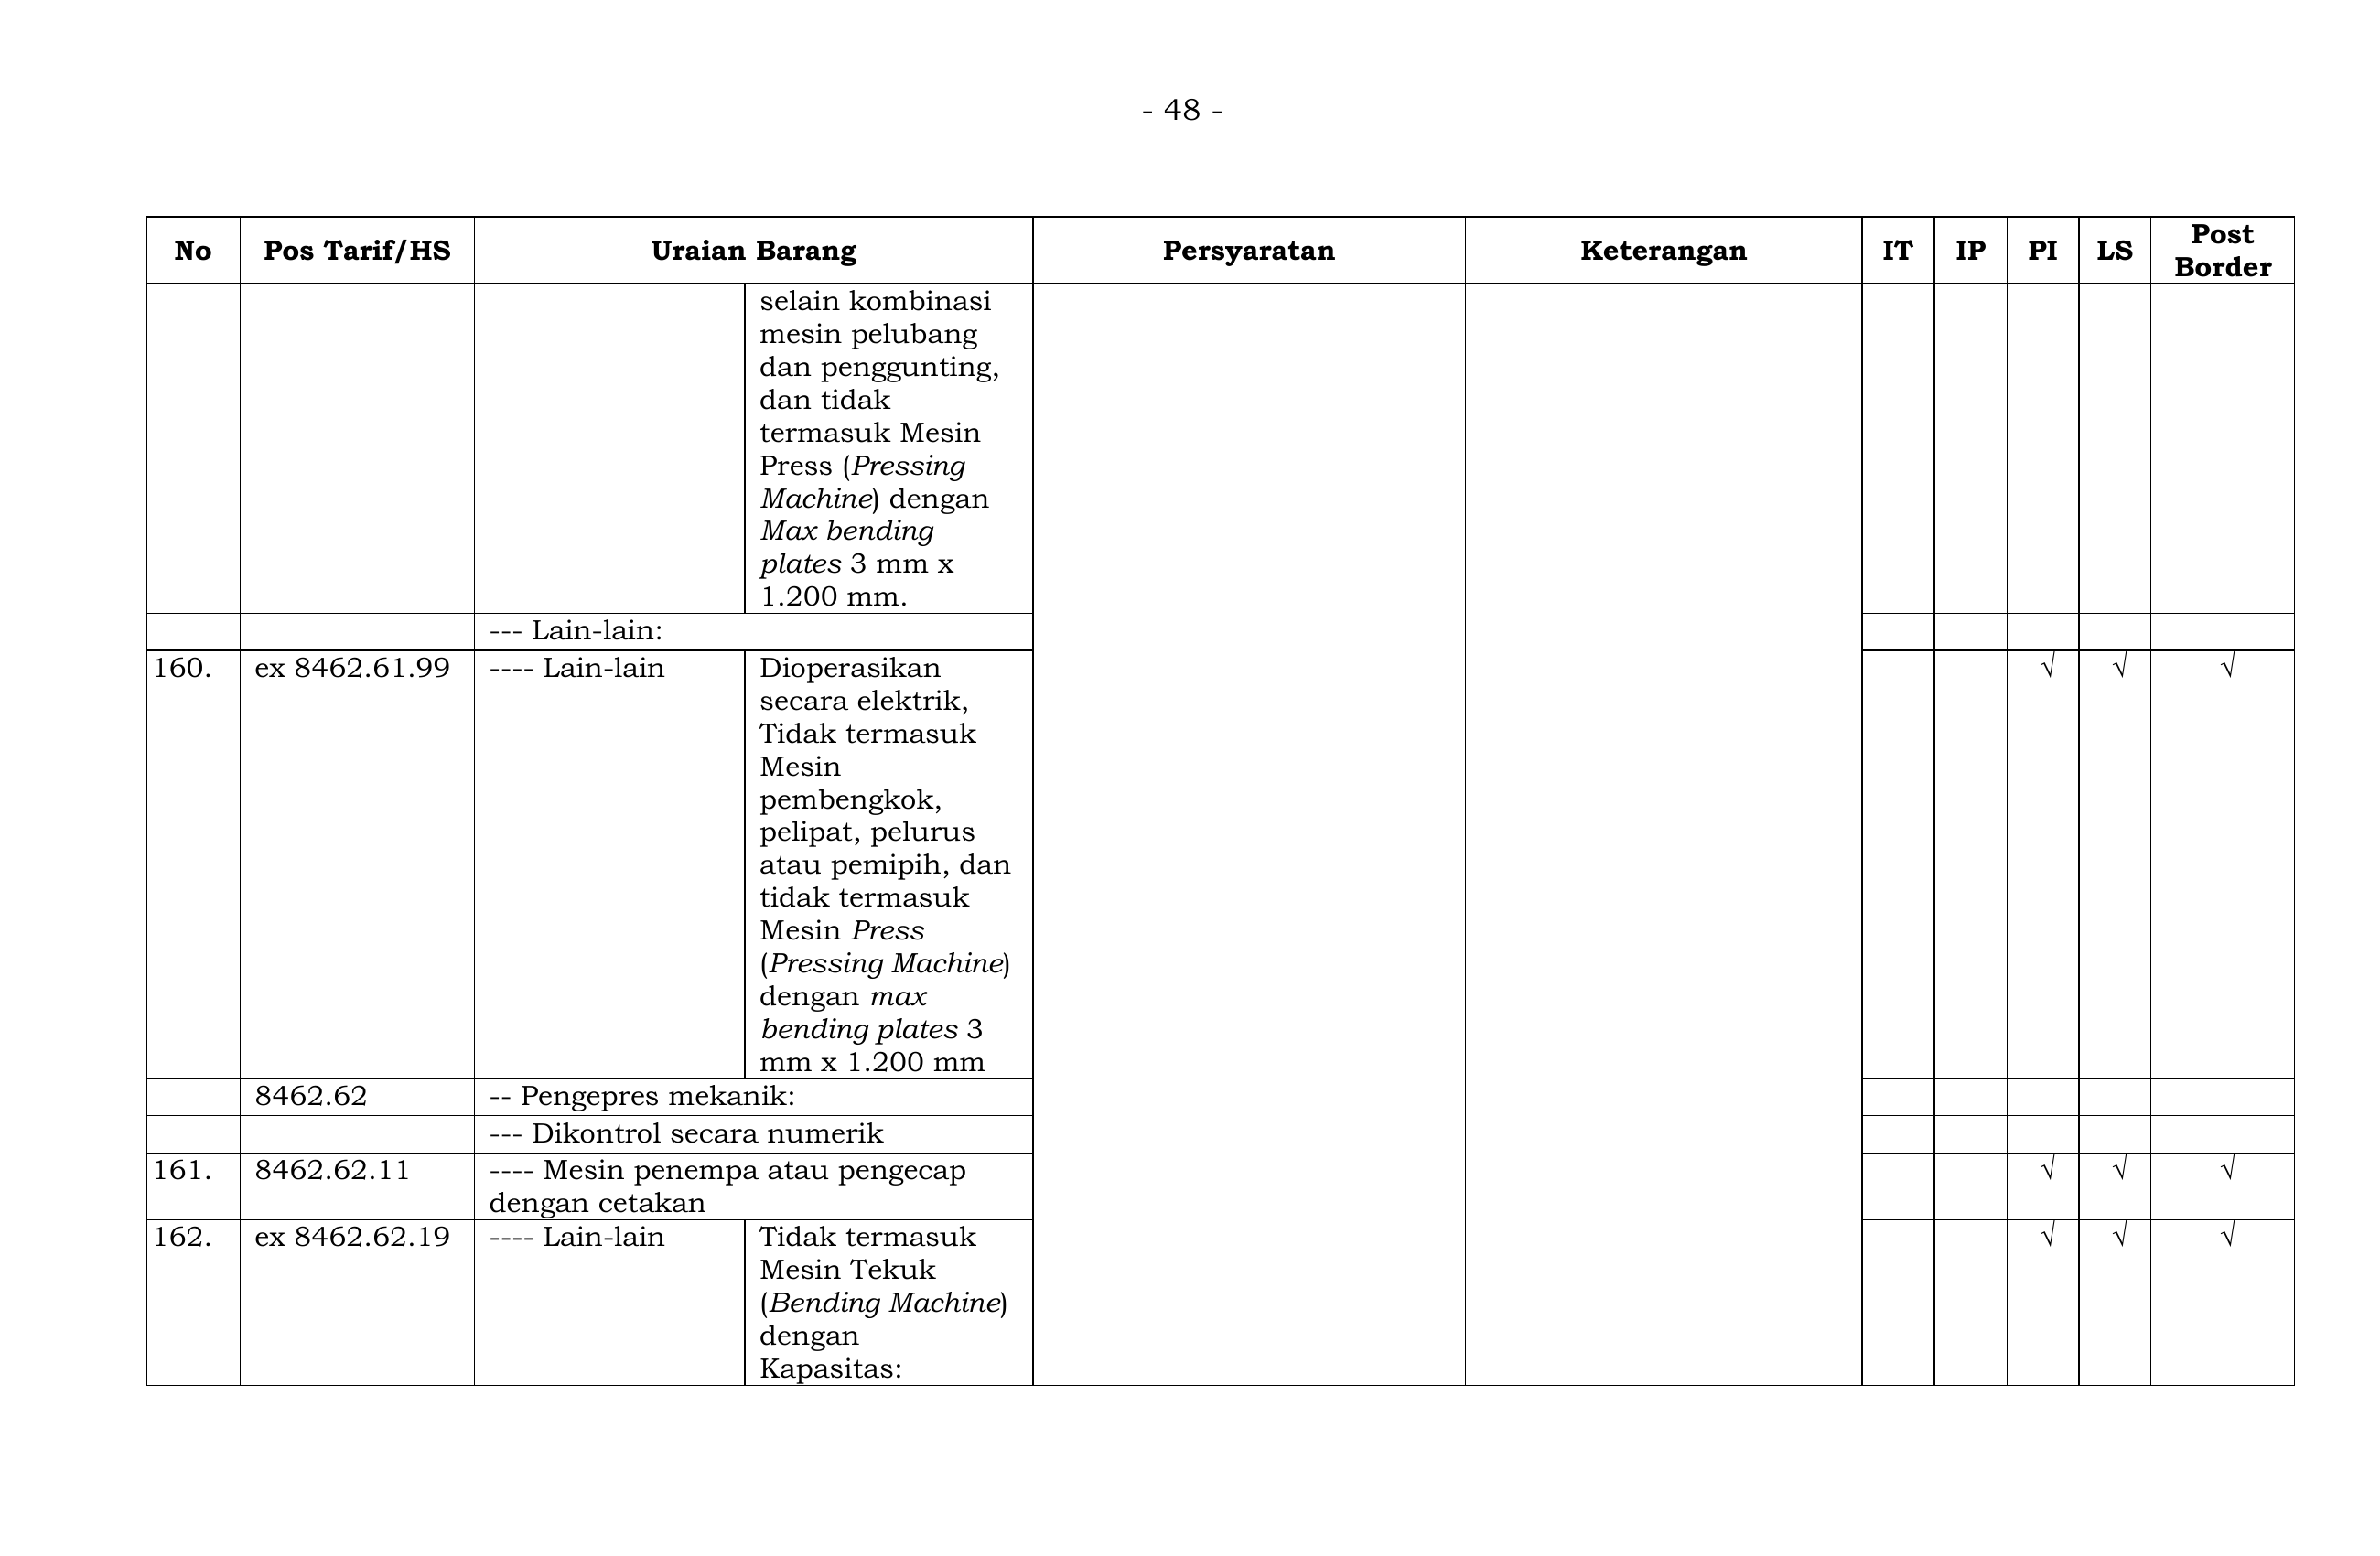 - 48 -
No Pos Tarif/HS Uraian Barang Persyaratan Keterangan IT IP PI LS Post Border
selain kombinasi
mesin pelubang
dan penggunting,
dan tidak
termasuk Mesin
Press (Pressing
Machine) dengan
Max bending
plates 3 mm x
1.200 mm.
--- Lain-lain:
160. ex 8462.61.99 ---- Lain-lain Dioperasikan √ √ √
secara elektrik,
Tidak termasuk
Mesin
pembengkok,
pelipat, pelurus
atau pemipih, dan
tidak termasuk
Mesin Press
(Pressing Machine)
dengan max
bending plates 3
mm x 1.200 mm
8462.62 -- Pengepres mekanik:
--- Dikontrol secara numerik
161. 8462.62.11 ---- Mesin penempa atau pengecap √ √ √
dengan cetakan
162. ex 8462.62.19 ---- Lain-lain Tidak termasuk √ √ √
Mesin Tekuk
(Bending Machine)
dengan
Kapasitas: